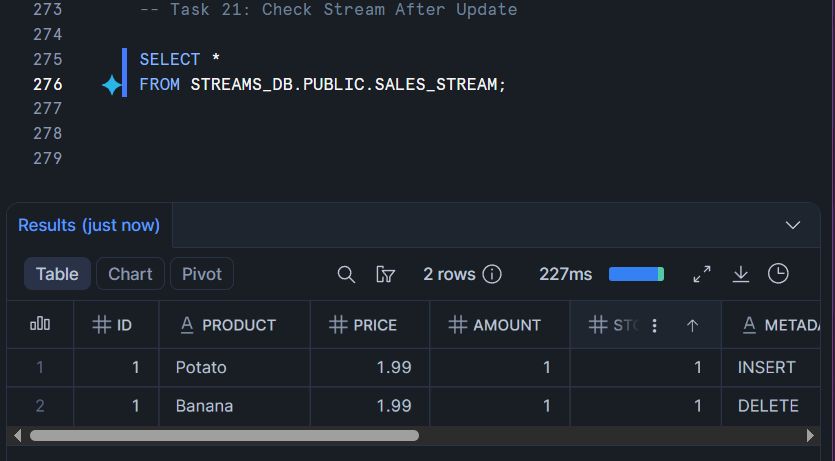 273 -- Task 21: Check Stream After Update
274
275 SELECT *
276 FROM STREAMS_DB.PUBLIC.SALES_STREAM;
277
278
279
Results (just now)
Table Chart Pivot 2 rows 227ms
ID PRODUCT PRICE AMOUNT STO METADA
1 1 Potato 1.99 1 1 INSERT
2 1 Banana 1.99 1 1 DELETE